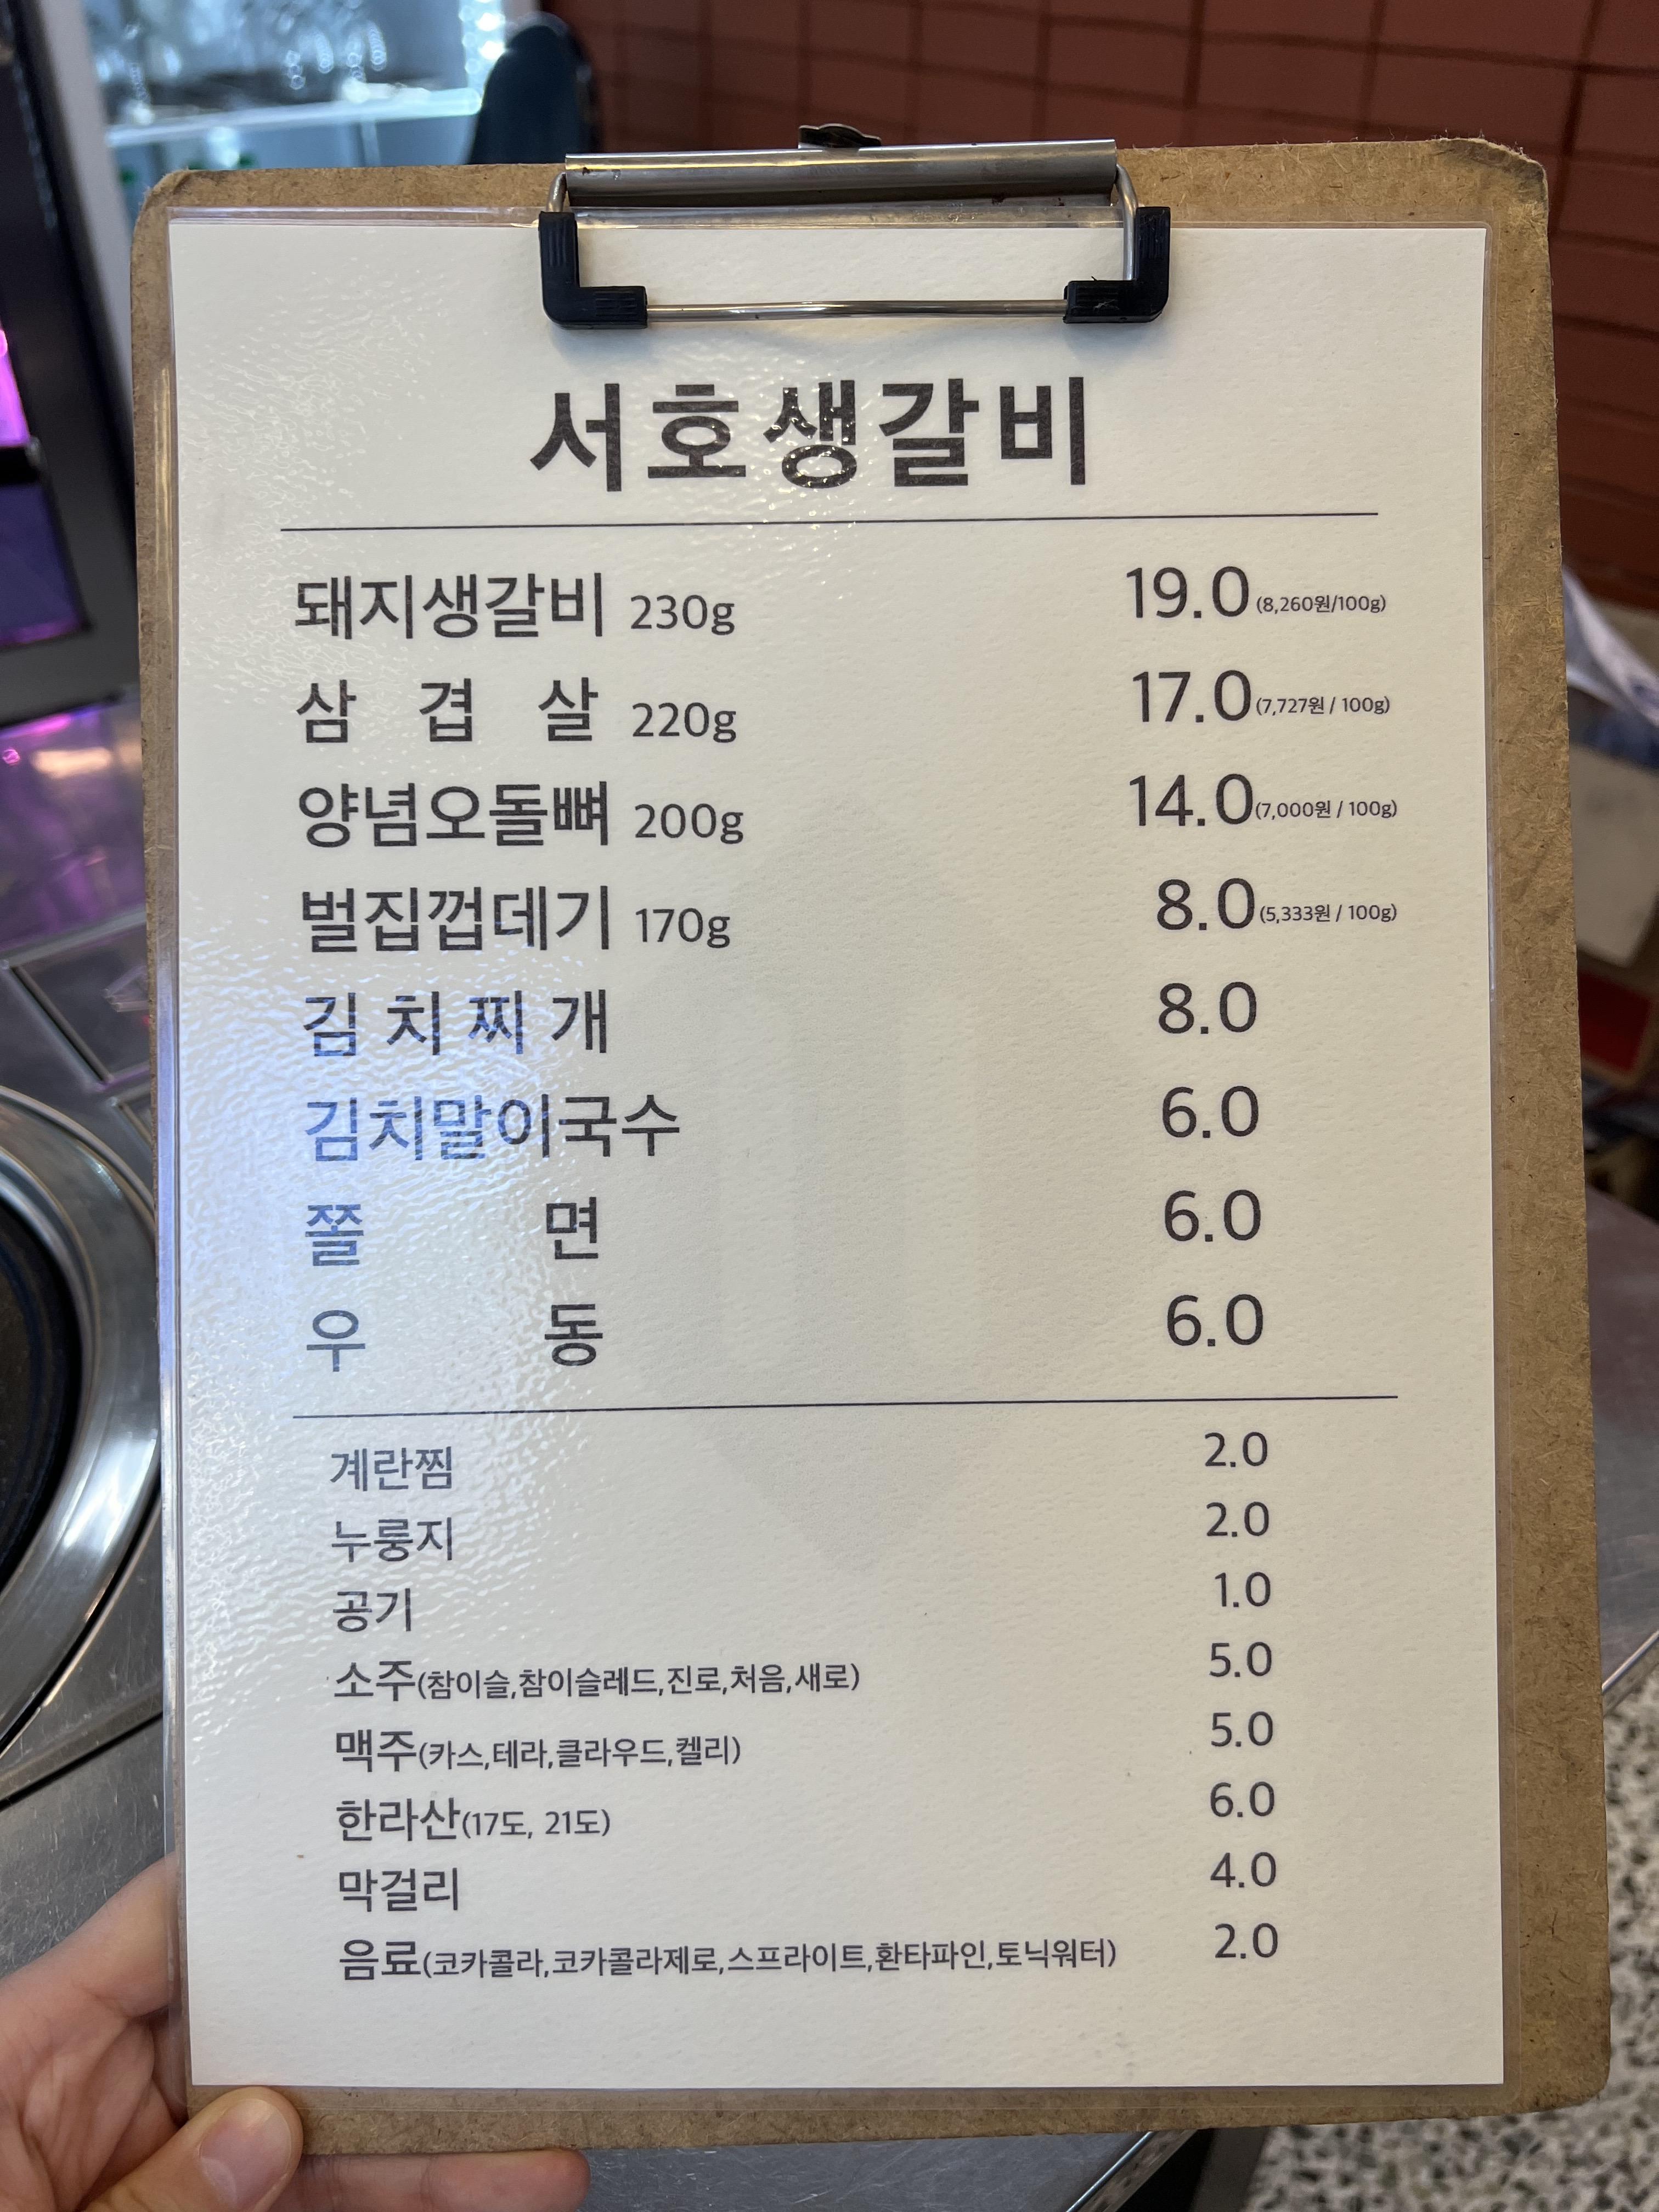 서호생갈비
돼지생갈비 230g 19.0 (8,260원/100g)
삼 겹 살 220g 17.0 (7,727원 / 100g)
양념오돌뼈 200g 14.0 (7,000원 / 100g)
벌집껍데기 170g 8.0 (5,333원 / 100g)
김 치 찌 개 8.0
김치말이국수 6.0
쫄 면 6.0
우 동 6.0
계란찜 2.0
누룽지 2.0
공기 1.0
소주(참이슬,참이슬레드,진로,처음,새로) 5.0
맥주(카스,테라,클라우드,켈리) 5.0
한라산(17도, 21도) 6.0
막걸리 4.0
음료(코카콜라,코카콜라제로,스프라이트,환타파인,토닉워터) 2.0